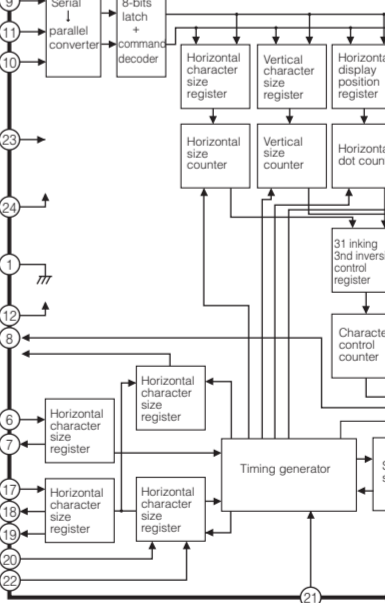 9
Serial
parallel
converter
8-bits
latch
+
command
decoder
11
10
Horizontal
character
size
register
Vertical
character
size
register
Horizonta
display
position
register
23
Horizontal
size
counter
Vertical
size
counter
Horizonta
dot coun
24
1
31 inking
3nd inversi
control
register
12
8
Characte
control
counter
Horizontal
character
size
register
6
7
Horizontal
character
size
register
Timing generator
17
18
19
Horizontal
character
size
register
Horizontal
character
size
register
20
22
21